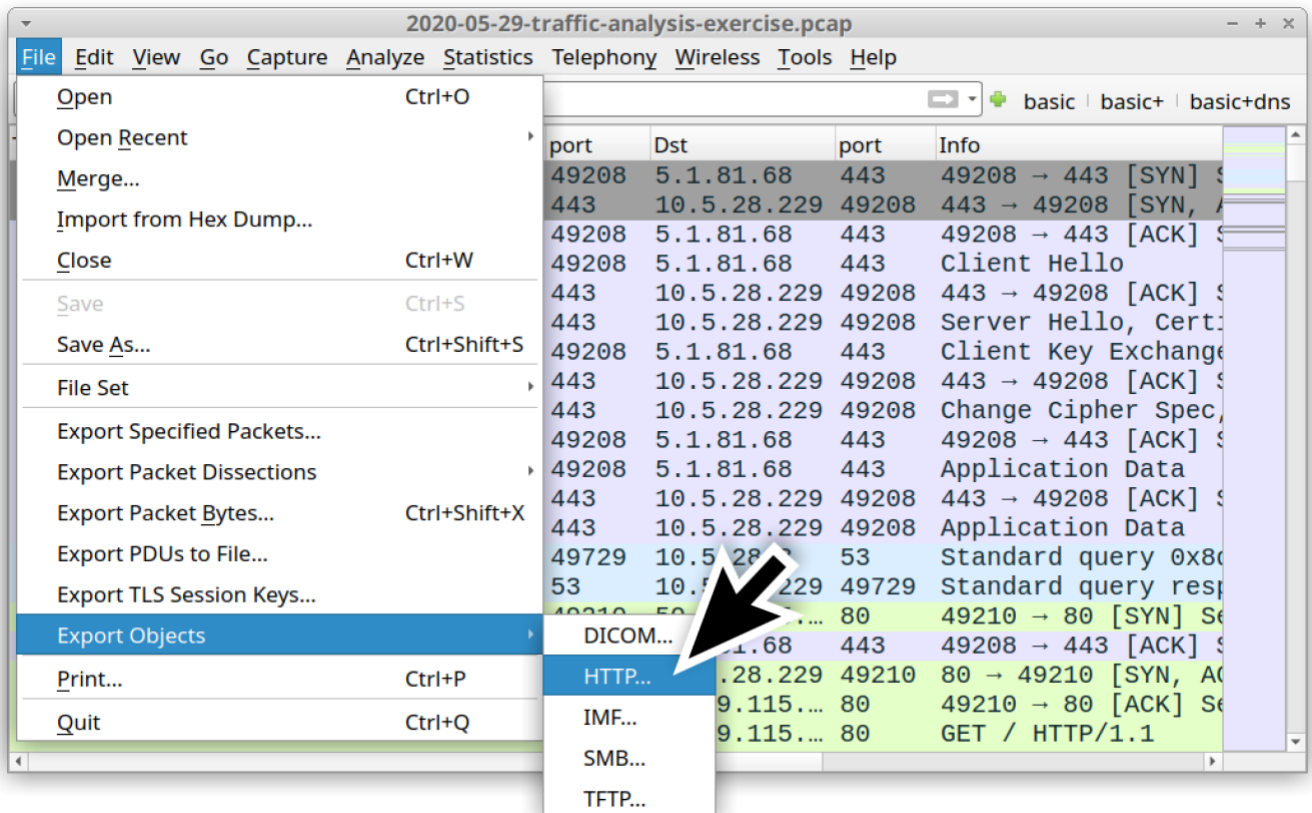 2020-05-29-traffic-analysis-exercise.pcap
File Edit View Go Capture Analyze Statistics Telephony Wireless Tools Help
basic basic+ basic+dns
Open Ctrl+O
Open Recent
Merge...
Import from Hex Dump...
Close Ctrl+W
Save Ctrl+S
Save As... Ctrl+Shift+S
File Set
Export Specified Packets...
Export Packet Dissections
Export Packet Bytes... Ctrl+Shift+X
Export PDUs to File...
Export TLS Session Keys...
Export Objects
Print... Ctrl+P
Quit Ctrl+Q
DICOM...
HTTP...
IMF...
SMB...
TFTP...
port Dst port Info
49208 5.1.81.68 443 49208 → 443 [SYN]
443 10.5.28.229 49208 443 → 49208 [SYN,
49208 5.1.81.68 443 49208 → 443 [ACK]
49208 5.1.81.68 443 Client Hello
443 10.5.28.229 49208 443 → 49208 [ACK]
443 10.5.28.229 49208 Server Hello,
49208 5.1.81.68 443 Client Key Exchange
443 10.5.28.229 49208 443 → 49208 [ACK]
443 10.5.28.229 49208 Change Cipher Spec,
49208 5.1.81.68 443 49208 → 443 [ACK]
49208 5.1.81.68 443 Application Data
443 10.5.28.229 49208 443 → 49208 [ACK]
443 10.5.28.229 49208 Application Data
49729 53 Standard query
53 49729 Standard query
80 49210 → 80 [SYN]
443 49208 → 443 [ACK]
.28.229 49210 80 → 49210 [SYN,
9.115.… 80 49210 → 80 [ACK]
9.115.… 80 GET / HTTP/1.1